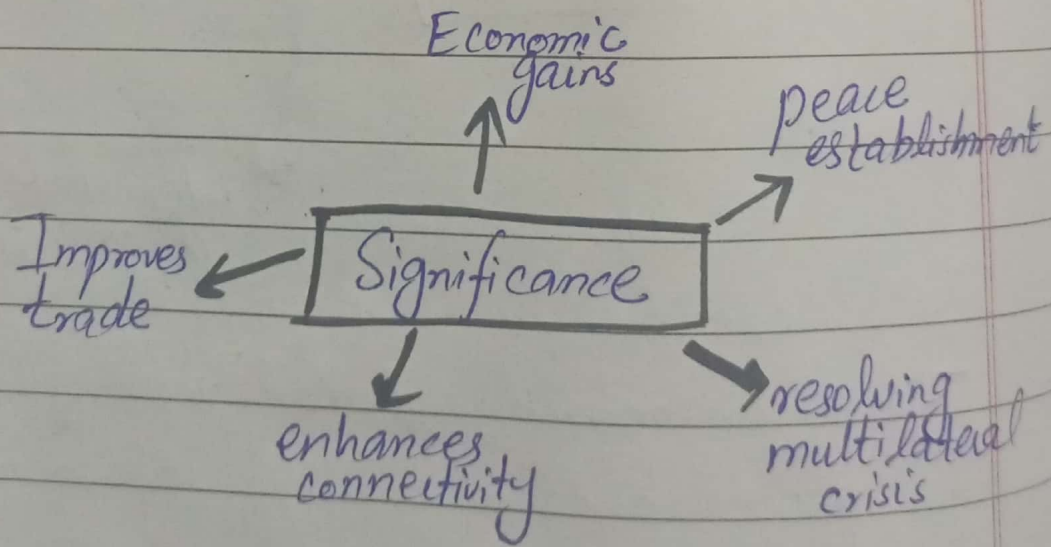 Economic
gains
peace
establishment
Improves
trade
Significance
enhances
connectivity
resolving
multilateral
crisis